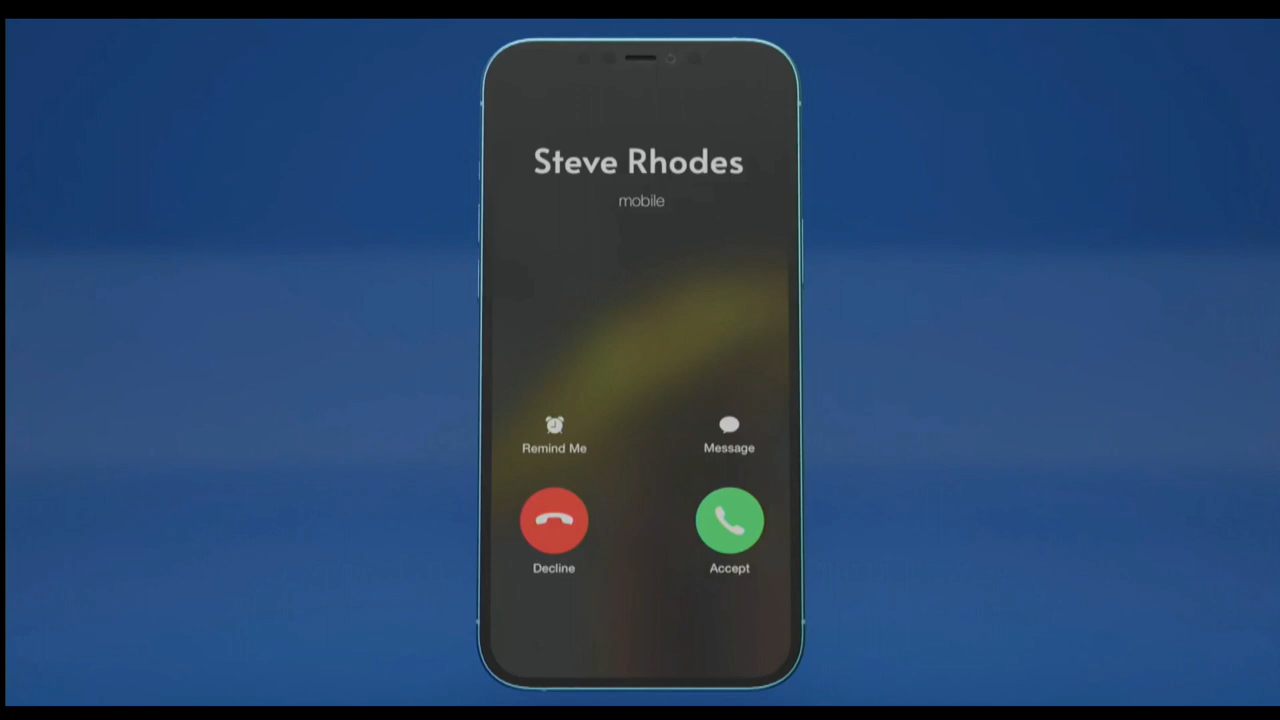 Steve Rhodes
mobile
Remind Me
Message
Decline
Accept